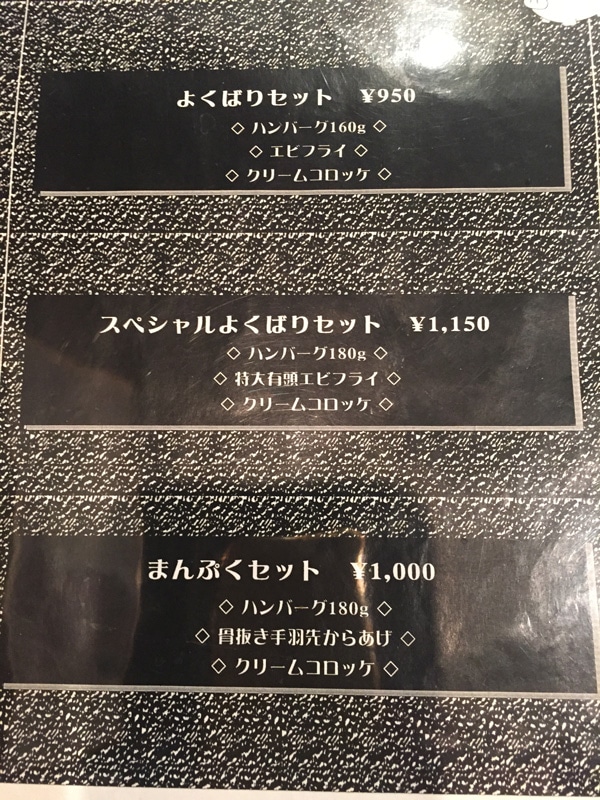 よくばりセット ¥950
◇ ハンバーグ160g ◇
◇ エビフライ ◇
◇ クリームコロッケ ◇
スペシャルよくばりセット ¥1,150
◇ ハンバーグ180g ◇
◇ 特大有頭エビフライ ◇
◇ クリームコロッケ ◇
まんぷくセット ¥1,000
◇ ハンバーグ180g ◇
◇ 骨抜き手羽先からあげ ◇
◇ クリームコロッケ ◇